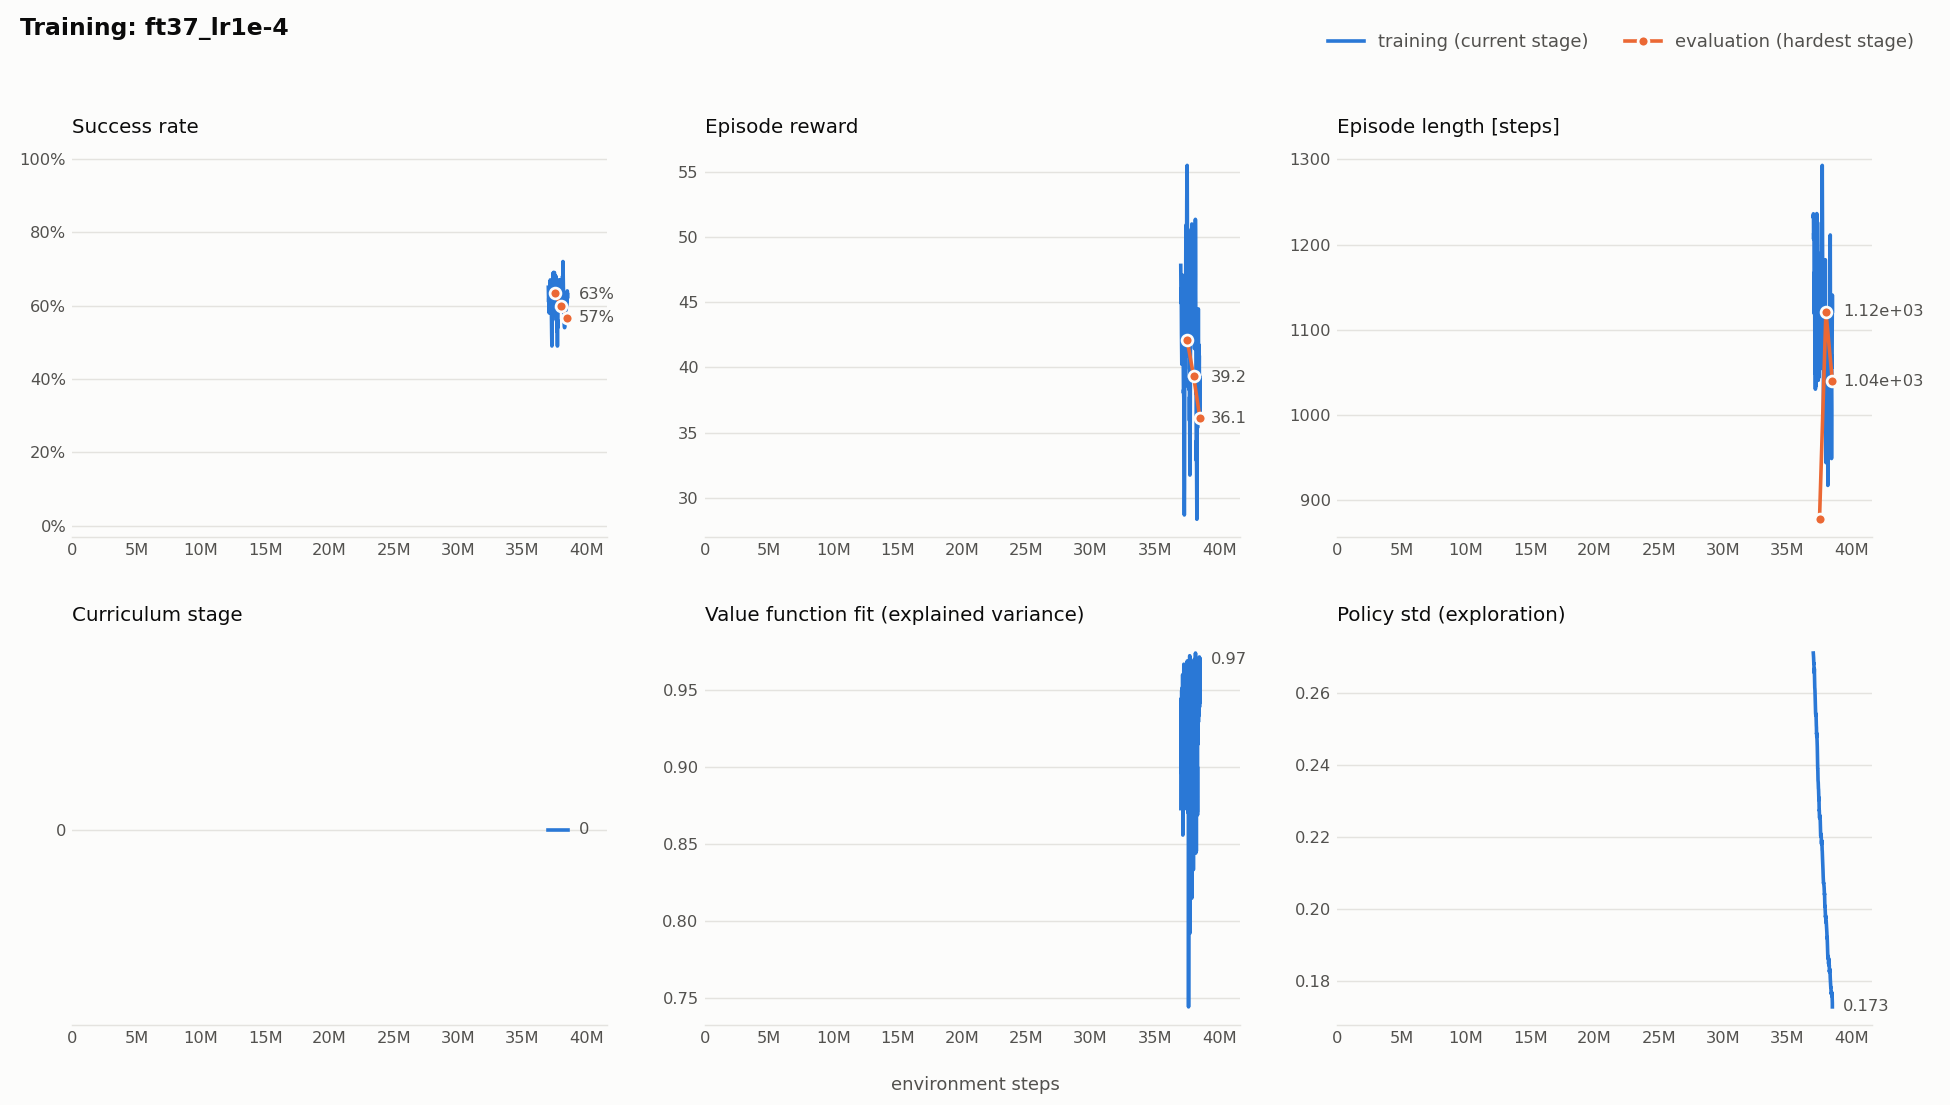 Training: ft37_lr1e-4
training (current stage)
evaluation (hardest stage)
Success rate
100%
80%
60%
40%
20%
0%
63%
57%
0 5M 10M 15M 20M 25M 30M 35M 40M
Episode reward
55
50
45
40
35
30
39.2
36.1
0 5M 10M 15M 20M 25M 30M 35M 40M
Episode length [steps]
1300
1200
1100
1000
900
1.12e+03
1.04e+03
0 5M 10M 15M 20M 25M 30M 35M 40M
Curriculum stage
0
0
0 5M 10M 15M 20M 25M 30M 35M 40M
Value function fit (explained variance)
0.95
0.90
0.85
0.80
0.75
0.97
0 5M 10M 15M 20M 25M 30M 35M 40M
Policy std (exploration)
0.26
0.24
0.22
0.20
0.18
0.173
0 5M 10M 15M 20M 25M 30M 35M 40M
environment steps